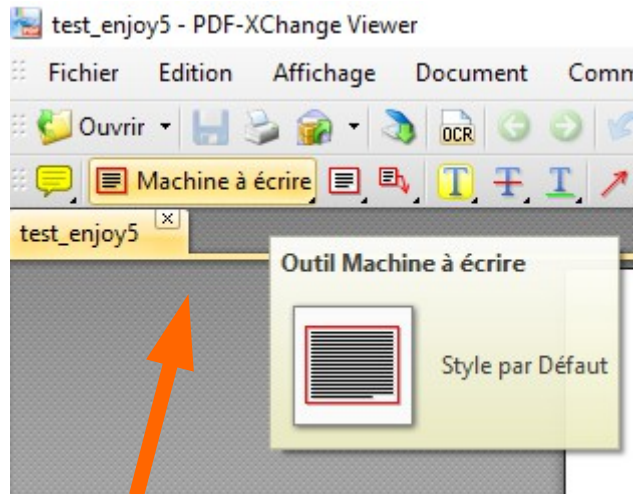 test_enjoy5 - PDF-XChange Viewer
Fichier Edition Affichage Document Comm
Ouvrir OCR
Machine à écrire T T T
test_enjoy5
Outil Machine à écrire
Style par Défaut